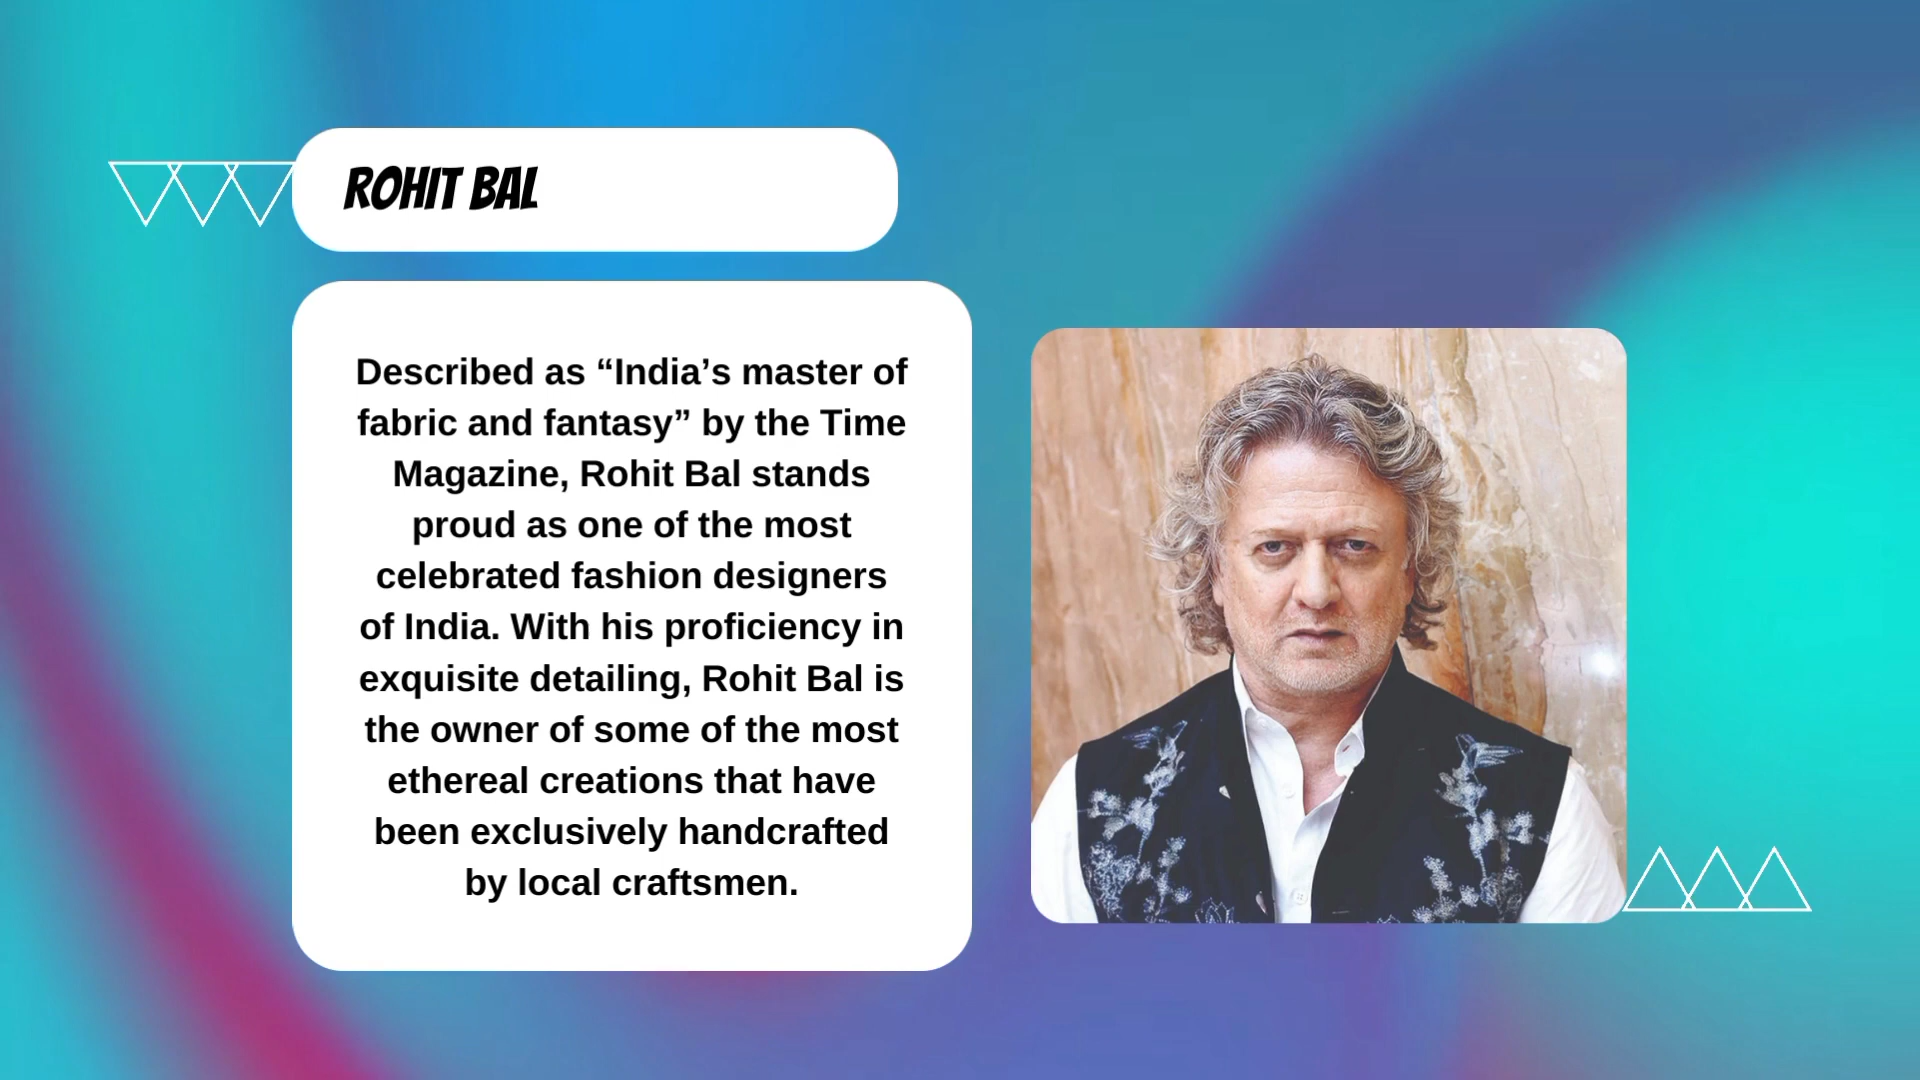 ROHIT BAL
Described as “India’s master of
fabric and fantasy” by the Time
Magazine, Rohit Bal stands
proud as one of the most
celebrated fashion designers
of India. With his proficiency in
exquisite detailing, Rohit Bal is
the owner of some of the most
ethereal creations that have
been exclusively handcrafted
by local craftsmen.